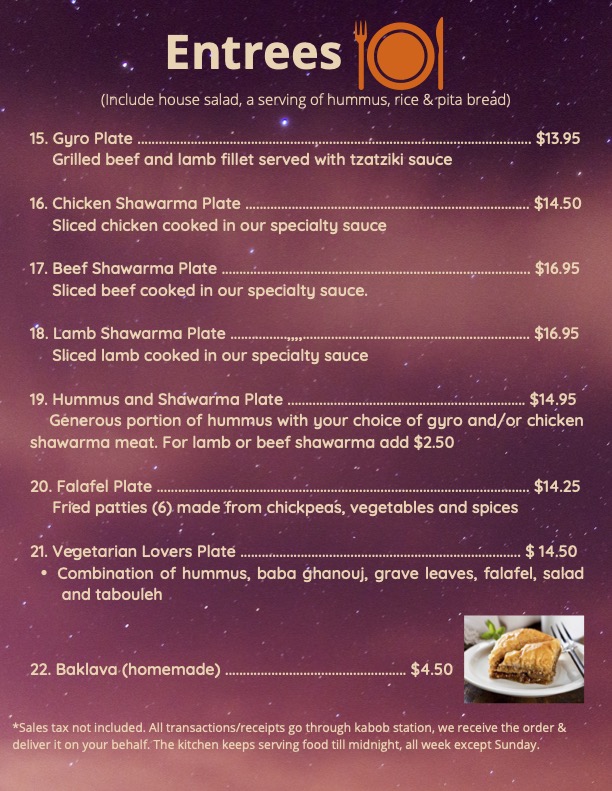 Entrees
(Include house salad, a serving of hummus, rice & pita bread)
15. Gyro Plate ........................................................................................ $13.95
Grilled beef and lamb fillet served with tzatziki sauce
16. Chicken Shawarma Plate ................................................................ $14.50
Sliced chicken cooked in our specialty sauce
17. Beef Shawarma Plate ...................................................................... $16.95
Sliced beef cooked in our specialty sauce.
18. Lamb Shawarma Plate .............,,,,.................................................... $16.95
Sliced lamb cooked in our specialty sauce
19. Hummus and Shawarma Plate ...................................................... $14.95
Generous portion of hummus with your choice of gyro and/or chicken
shawarma meat. For lamb or beef shawarma add $2.50
20. Falafel Plate .................................................................................... $14.25
Fried patties (6) made from chickpeas, vegetables and spices
21. Vegetarian Lovers Plate ................................................................ $ 14.50
• Combination of hummus, baba ghanouj, grave leaves, falafel, salad
and tabouleh
22. Baklava (homemade) ......................................... $4.50
*Sales tax not included. All transactions/receipts go through kabob station, we receive the order &
deliver it on your behalf. The kitchen keeps serving food till midnight, all week except Sunday.